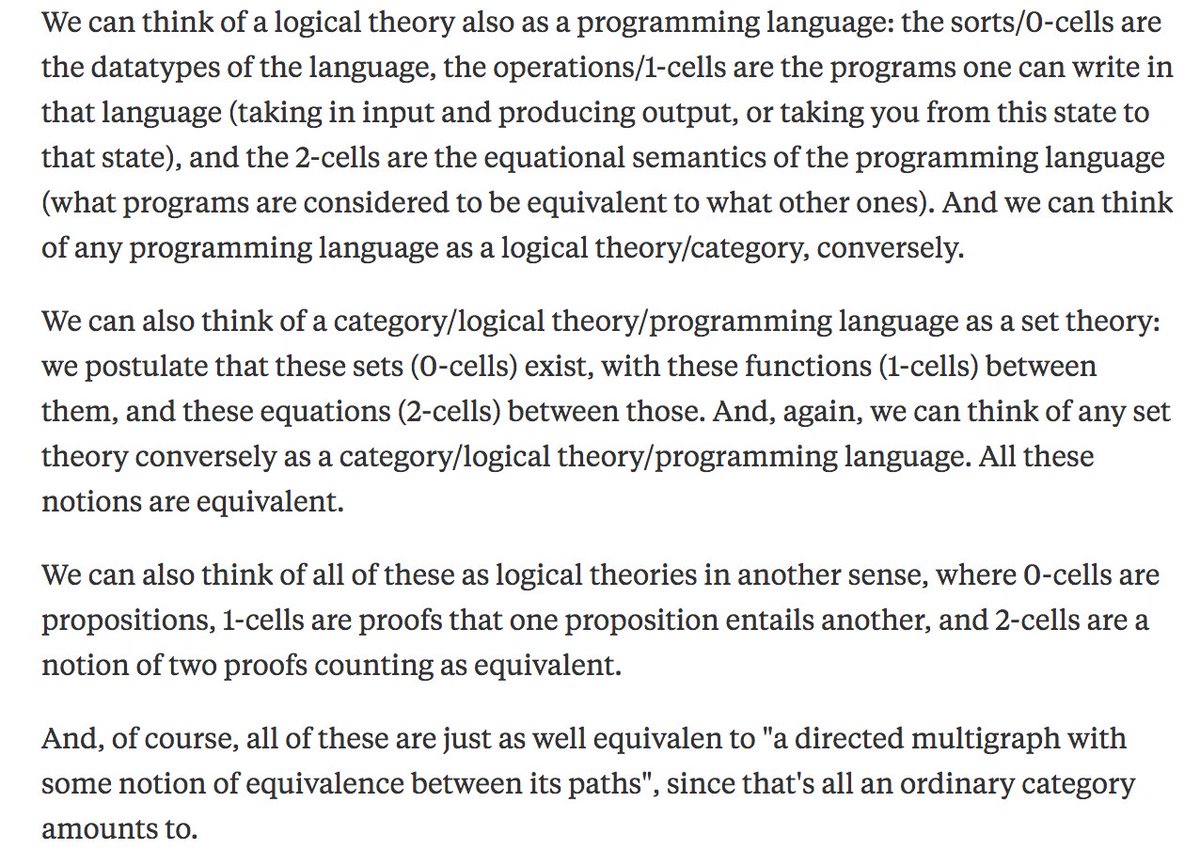 We can think of a logical theory also as a programming language: the sorts/0-cells are
the datatypes of the language, the operations/1-cells are the programs one can write in
that language (taking in input and producing output, or taking you from this state to
that state), and the 2-cells are the equational semantics of the programming language
(what programs are considered to be equivalent to what other ones). And we can think
of any programming language as a logical theory/category, conversely.
We can also think of a category/logical theory/programming language as a set theory:
we postulate that these sets (0-cells) exist, with these functions (1-cells) between
them, and these equations (2-cells) between those. And, again, we can think of any set
theory conversely as a category/logical theory/programming language. All these
notions are equivalent.
We can also think of all of these as logical theories in another sense, where 0-cells are
propositions, 1-cells are proofs that one proposition entails another, and 2-cells are a
notion of two proofs counting as equivalent.
And, of course, all of these are just as well equivalen to "a directed multigraph with
some notion of equivalence between its paths", since that's all an ordinary category
amounts to.